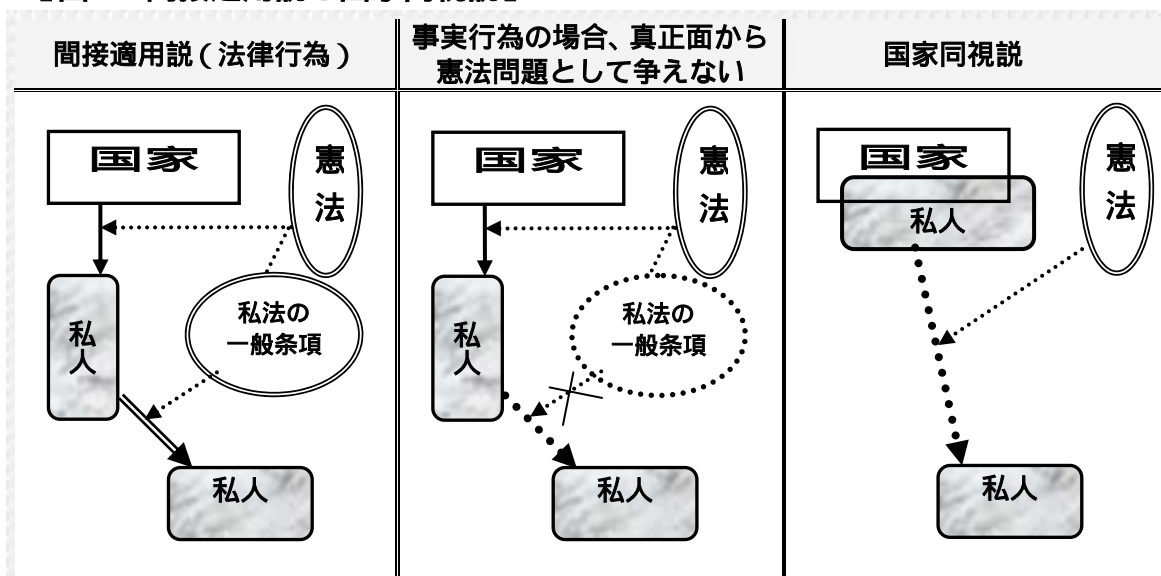 間接適用説（法律行為）
国家
憲法
私法の
一般条項
私人
私人
事実行為の場合、真正面から
憲法問題として争えない
国家
憲法
私法の
一般条項
私人
私人
国家同視説
国家
私人
憲法
私人